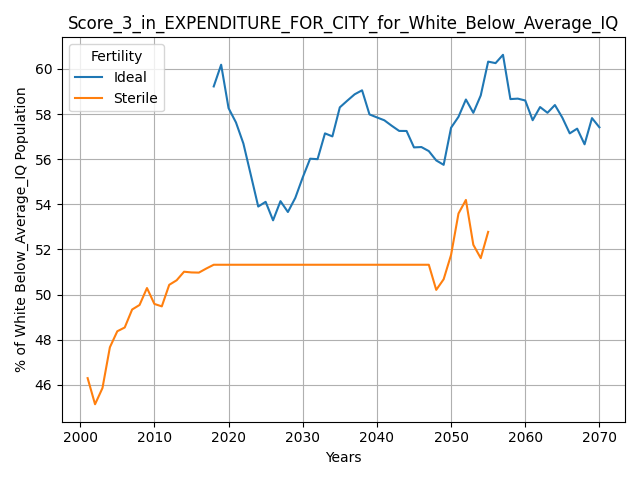 Score_3_in_EXPENDITURE_FOR_CITY_for_White_Below_Average_IQ
Fertility
Ideal
Sterile
% of White Below_Average_IQ Population
60
58
56
54
52
50
48
46
2000 2010 2020 2030 2040 2050 2060 2070
Years